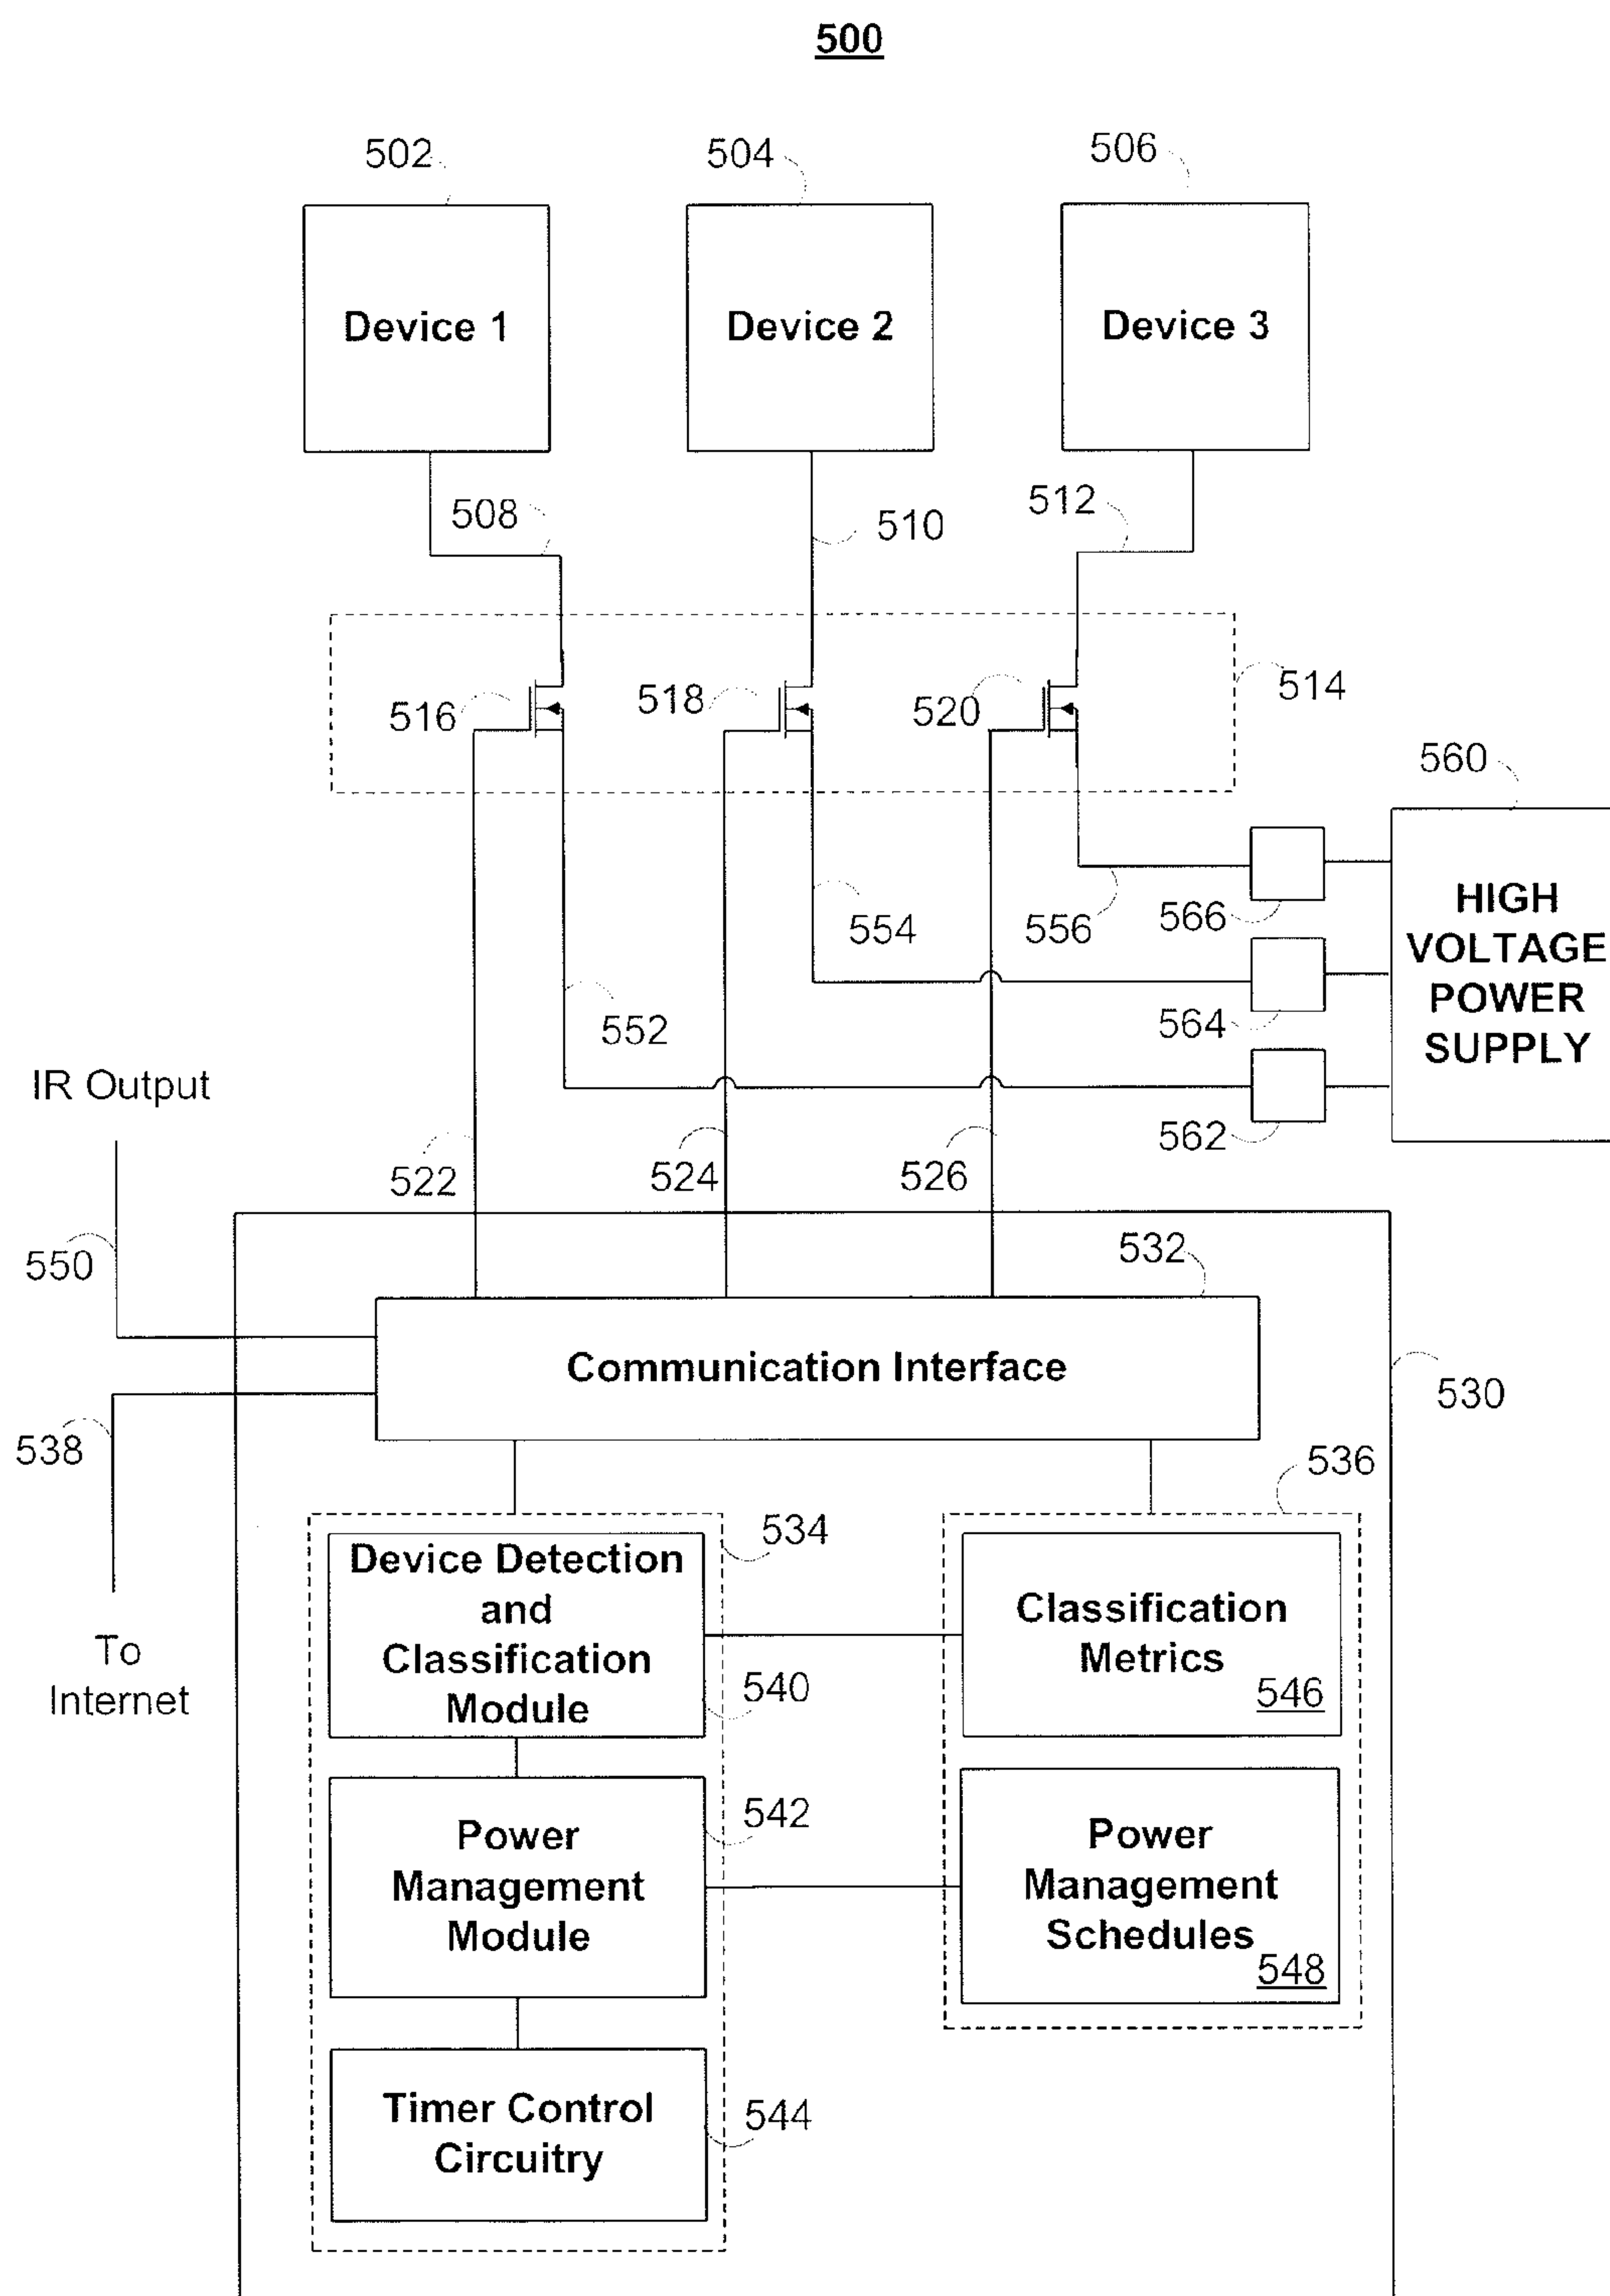 500
502
504
506
Device 1
Device 2
Device 3
508
510
512
514
516
518
520
560
HIGH
VOLTAGE
POWER
SUPPLY
566
554
556
564
552
562
IR Output
522
524
526
550
532
Communication Interface
530
538
536
534
Device Detection
and
Classification
Module
540
Classification
Metrics
546
To
Internet
542
Power
Management
Module
Power
Management
Schedules
548
Timer Control
Circuitry
544